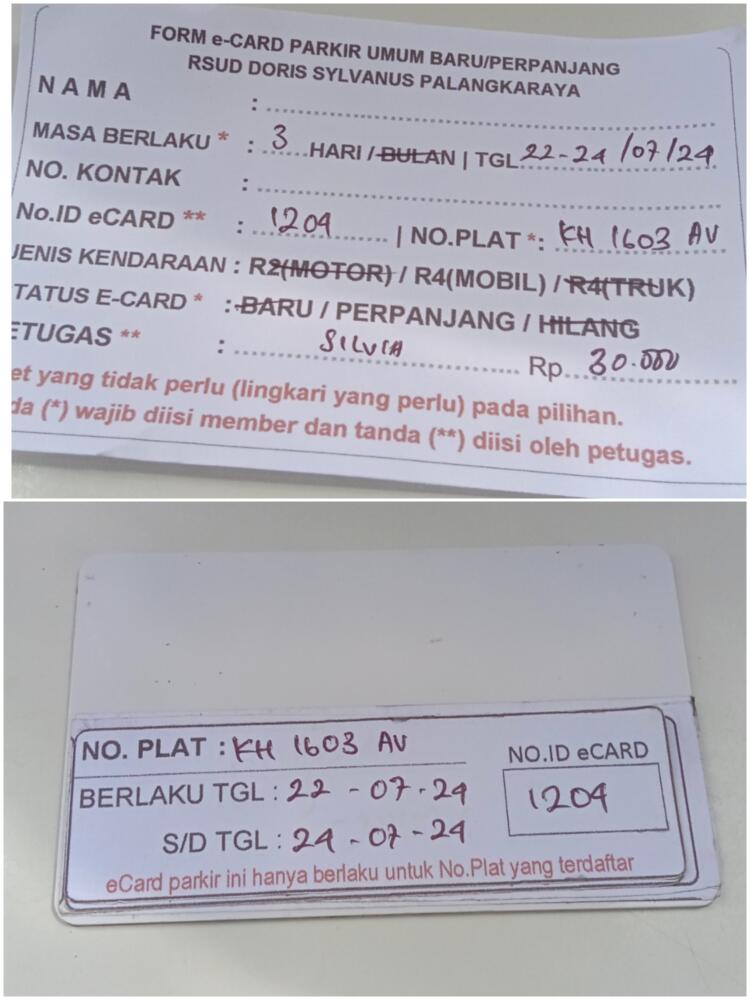 FORM e-CARD PARKIR UMUM BARU/PERPANJANG
RSUD DORIS SYLVANUS PALANGKARAYA
NAMA :
MASA BERLAKU * : 3 HARI / BULAN | TGL 22-24/07/24
NO. KONTAK :
No.ID eCARD ** : 1204 | NO.PLAT *: KH 1603 AV
JENIS KENDARAAN : R2(MOTOR) / R4(MOBIL) / R4(TRUK)
TATUS E-CARD * : BARU / PERPANJANG / HILANG
ETUGAS ** : SILVIA Rp. 30.000
et yang tidak perlu (lingkari yang perlu) pada pilihan.
da (*) wajib diisi member dan tanda (**) diisi oleh petugas.
NO. PLAT : KH 1603 AV
NO.ID eCARD
BERLAKU TGL : 22 - 07 - 24
1204
S/D TGL : 24 - 07 - 24
eCard parkir ini hanya berlaku untuk No.Plat yang terdaftar